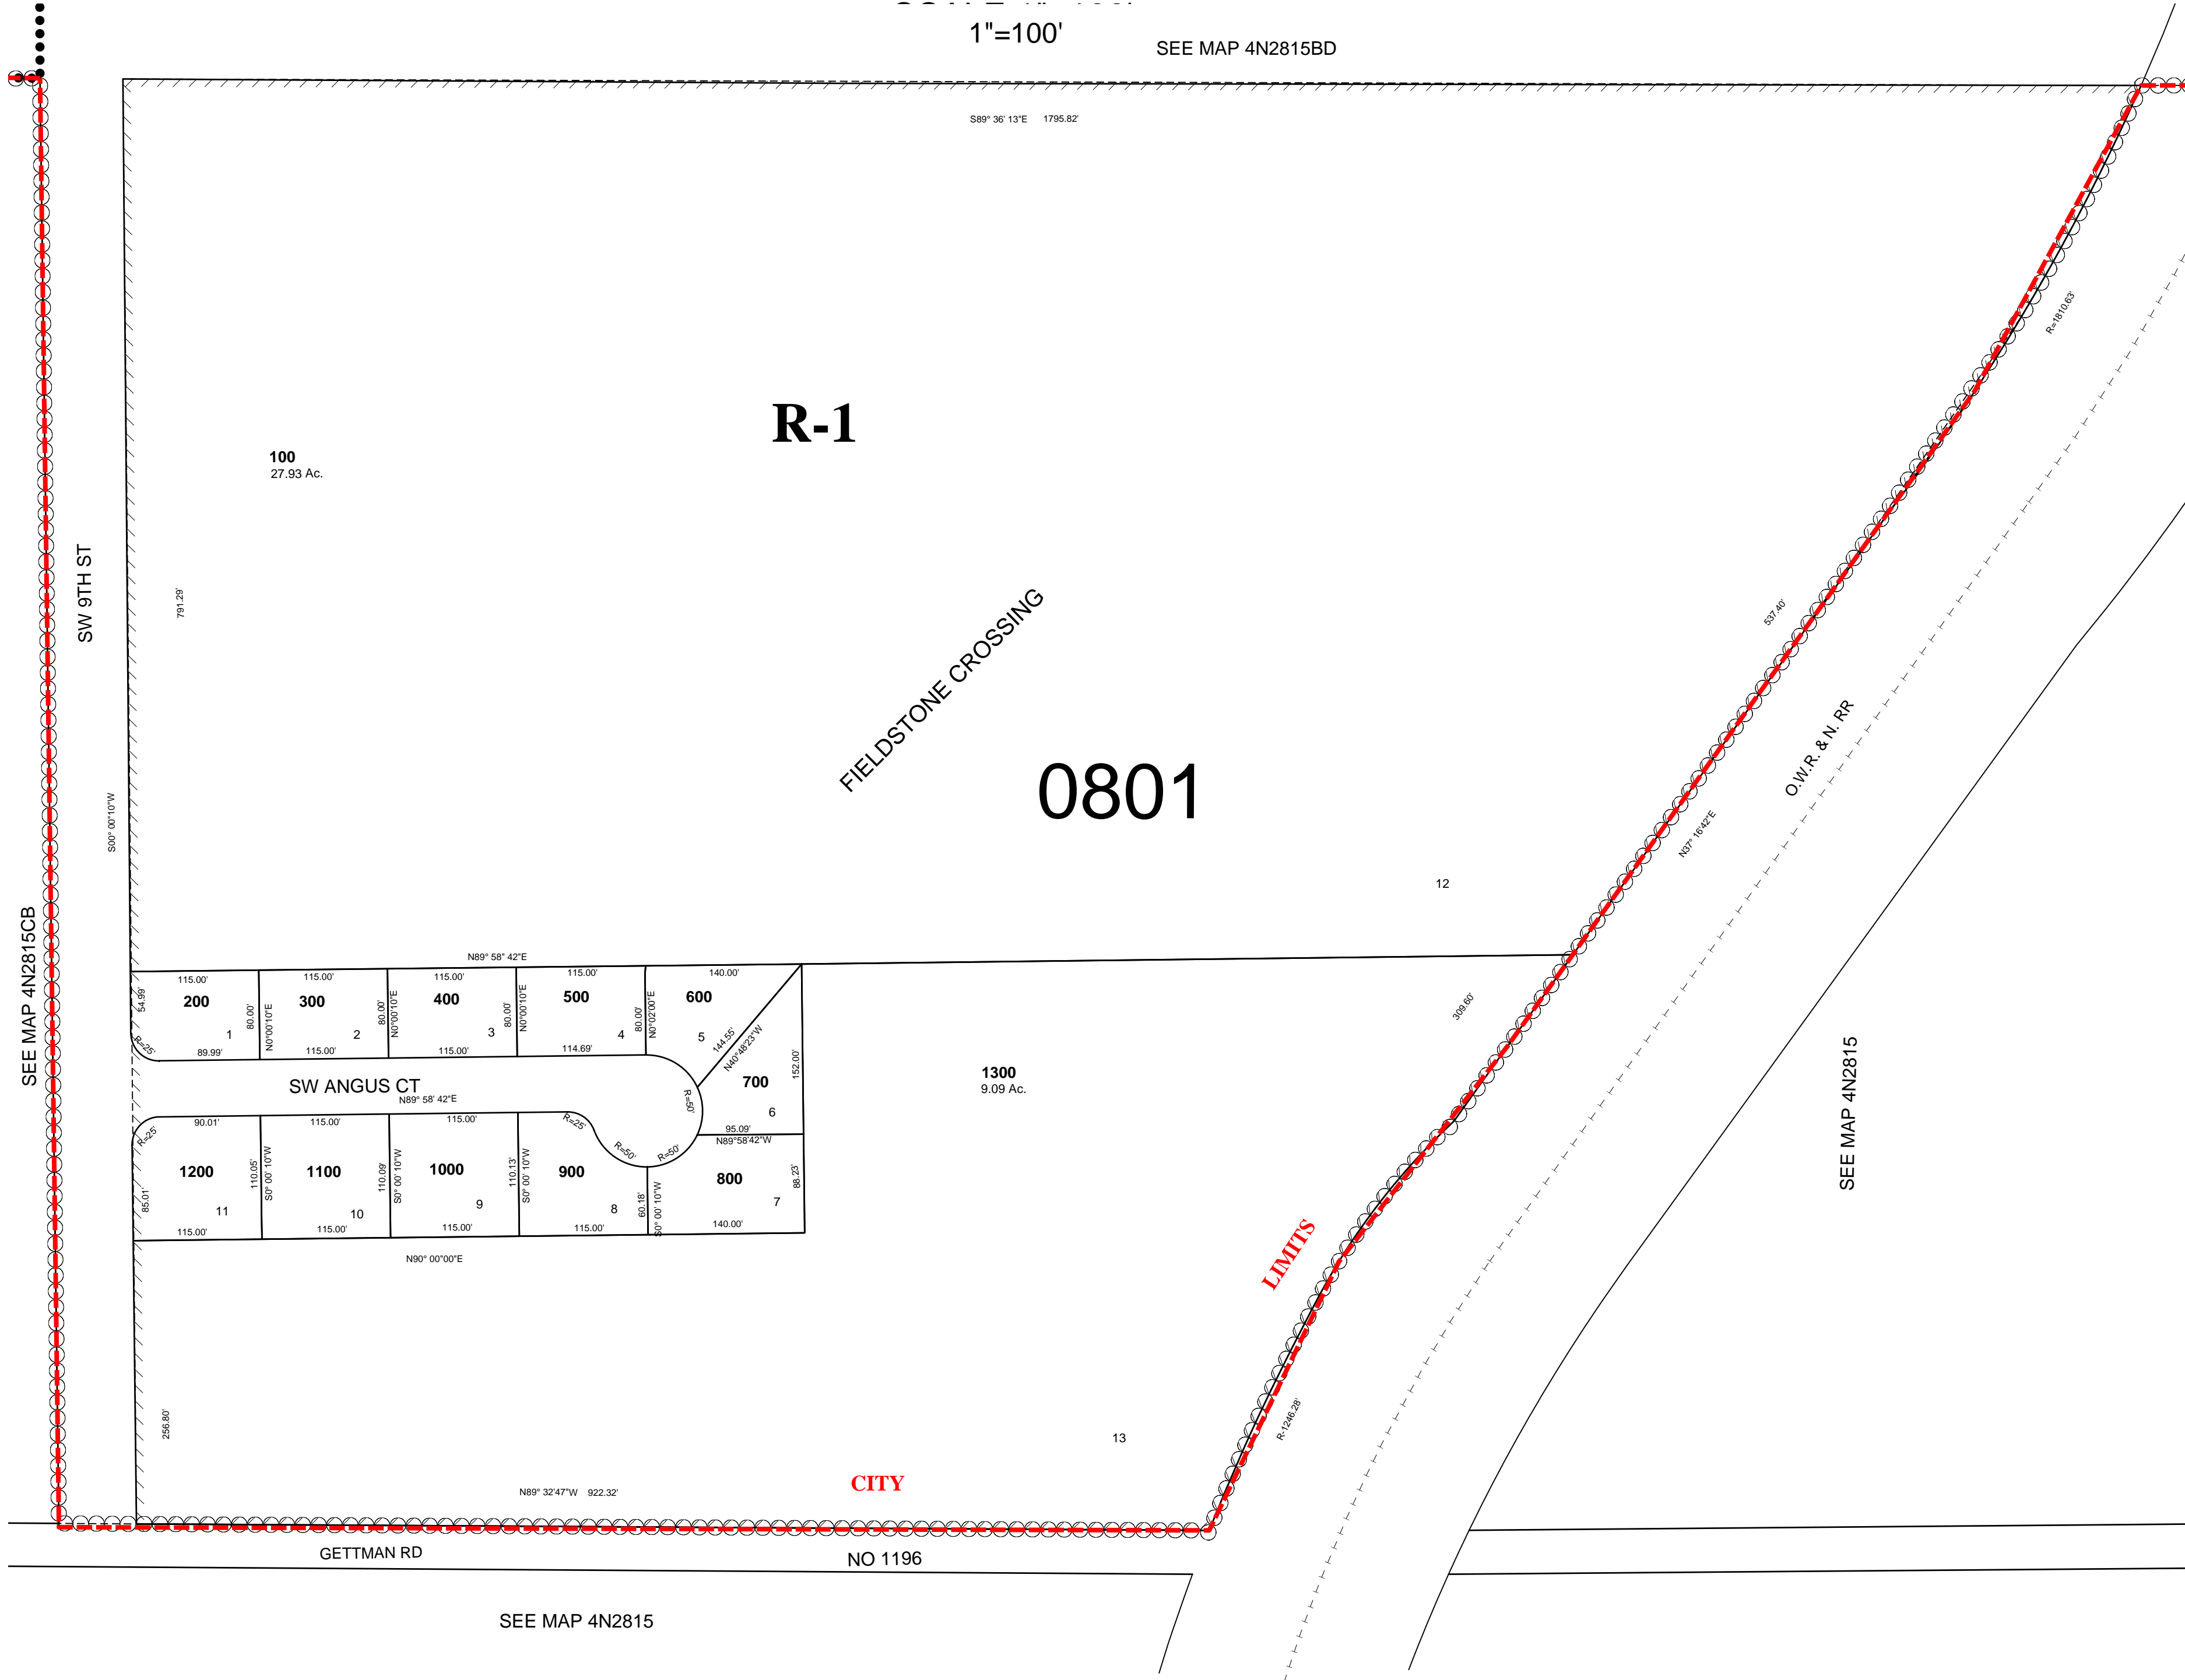 1"=100'
SEE MAP 4N2815BD
S89° 36' 13"E 1795.82'
R=1810.63'
R-1
100
27.93 Ac.
SW 9TH ST
791.29'
537.40'
FIELDSTONE CROSSING
O.W.R. & N. RR
0801
S00° 00'10"W
N37° 16'42"E
12
SEE MAP 4N2815CB
N89° 58" 42"E
115.00'
115.00'
115.00'
115.00'
140.00'
54.99'
200
300
400
500
600
80.00'
N0°00'10"E
80.00'
N0°00'10"E
80.00'
N0°00'10"E
80.00'
N0°02'00"E
309.60'
1
2
3
4
5
144.55'
N40°48'23"W
R=25'
89.99'
115.00'
115.00'
114.69'
152.00'
700
1300
9.09 Ac.
SW ANGUS CT
N89° 58' 42"E
R=50'
6
SEE MAP 4N2815
90.01'
115.00'
115.00'
R=25'
R=25'
95.09'
N89°58'42"W
R=50'
R=50'
1200
1100
1000
900
800
110.05'
S0° 00' 10"W
110.09'
S0° 00' 10"W
110.13'
S0° 00' 10"W
60.18'
S0° 00' 10"W
88.23'
85.01'
11
10
9
8
7
115.00'
115.00'
115.00'
115.00'
140.00'
N90° 00"00"E
LIMITS
256.80'
R-1246.28'
13
CITY
N89° 32'47"W 922.32'
GETTMAN RD
NO 1196
SEE MAP 4N2815